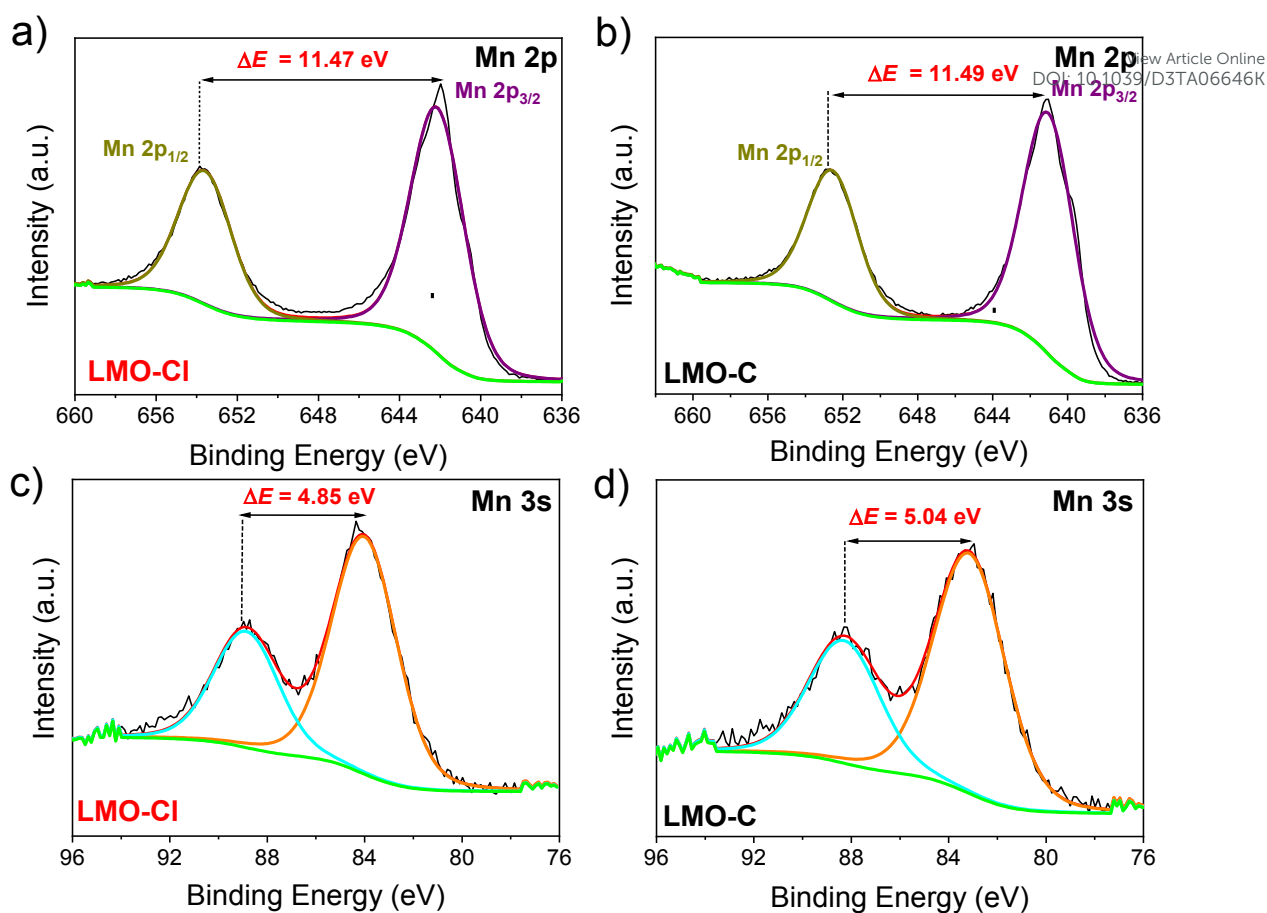 a)
ΔE = 11.47 eV
Mn 2p
Mn 2p3/2
Mn 2p1/2
LMO-Cl
Intensity (a.u.)
660 656 652 648 644 640 636
Binding Energy (eV)
b)
Mn 2p
View Article Online
DOI: 10.1039/D3TA06646K
ΔE = 11.49 eV
Mn 2p3/2
Mn 2p1/2
LMO-C
Intensity (a.u.)
660 656 652 648 644 640 636
Binding Energy (eV)
c)
ΔE = 4.85 eV
Mn 3s
LMO-Cl
Intensity (a.u.)
96 92 88 84 80 76
Binding Energy (eV)
d)
Mn 3s
ΔE = 5.04 eV
LMO-C
Intensity (a.u.)
96 92 88 84 80 76
Binding Energy (eV)